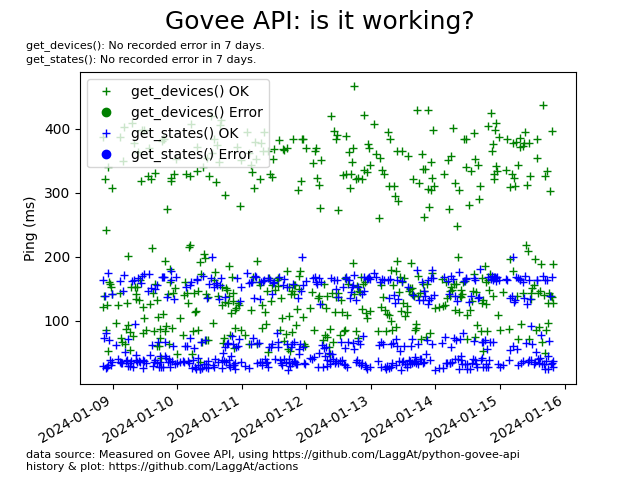 Govee API: is it working?
get_devices(): No recorded error in 7 days.
get_states(): No recorded error in 7 days.
get_devices() OK
get_devices() Error
get_states() OK
get_states() Error
Ping (ms)
400
300
200
100
2024-01-09
2024-01-10
2024-01-11
2024-01-12
2024-01-13
2024-01-14
2024-01-15
2024-01-16
data source: Measured on Govee API, using https://github.com/LaggAt/python-govee-api
history & plot: https://github.com/LaggAt/actions